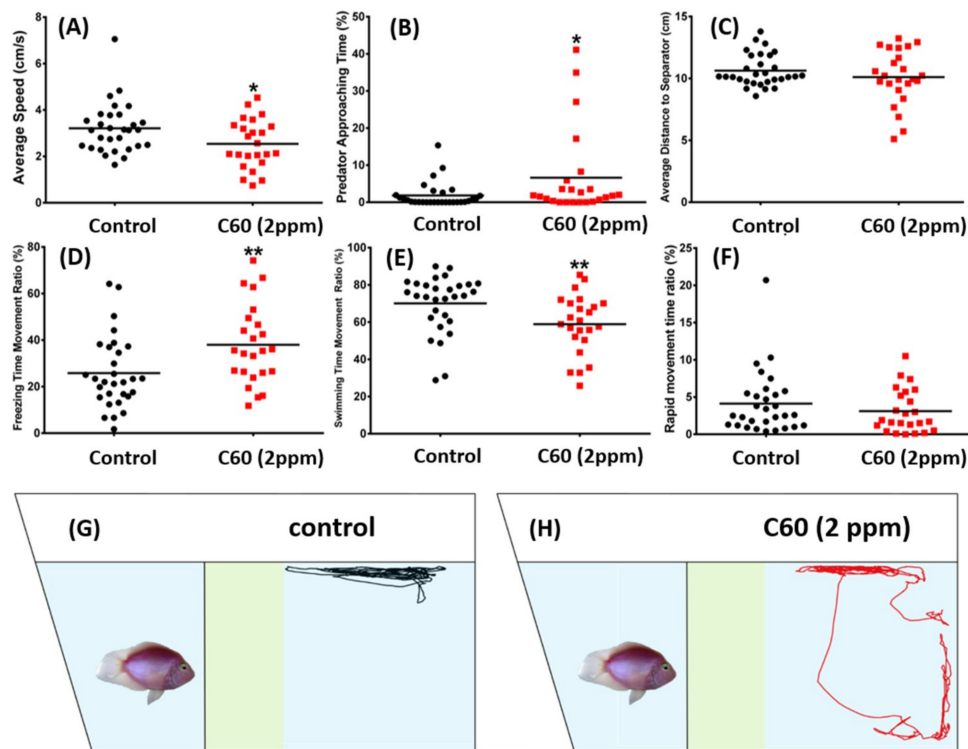 (A)
Average Speed (cm/s)
8
6
4
2
0
*
Control
C60 (2ppm)
(B)
Predator Approaching Time (%)
50
40
30
20
10
0
*
Control
C60 (2ppm)
(C)
Average Distance to Separator (cm)
15
10
5
0
Control
C60 (2ppm)
(D)
Freezing Time Movement Ratio (%)
80
60
40
20
0
**
Control
C60 (2ppm)
(E)
Swimming Time Movement Ratio (%)
100
80
60
40
20
0
**
Control
C60 (2ppm)
(F)
Rapid movement time ratio (%)
25
20
15
10
5
0
Control
C60 (2ppm)
(G)
control
(H)
C60 (2 ppm)